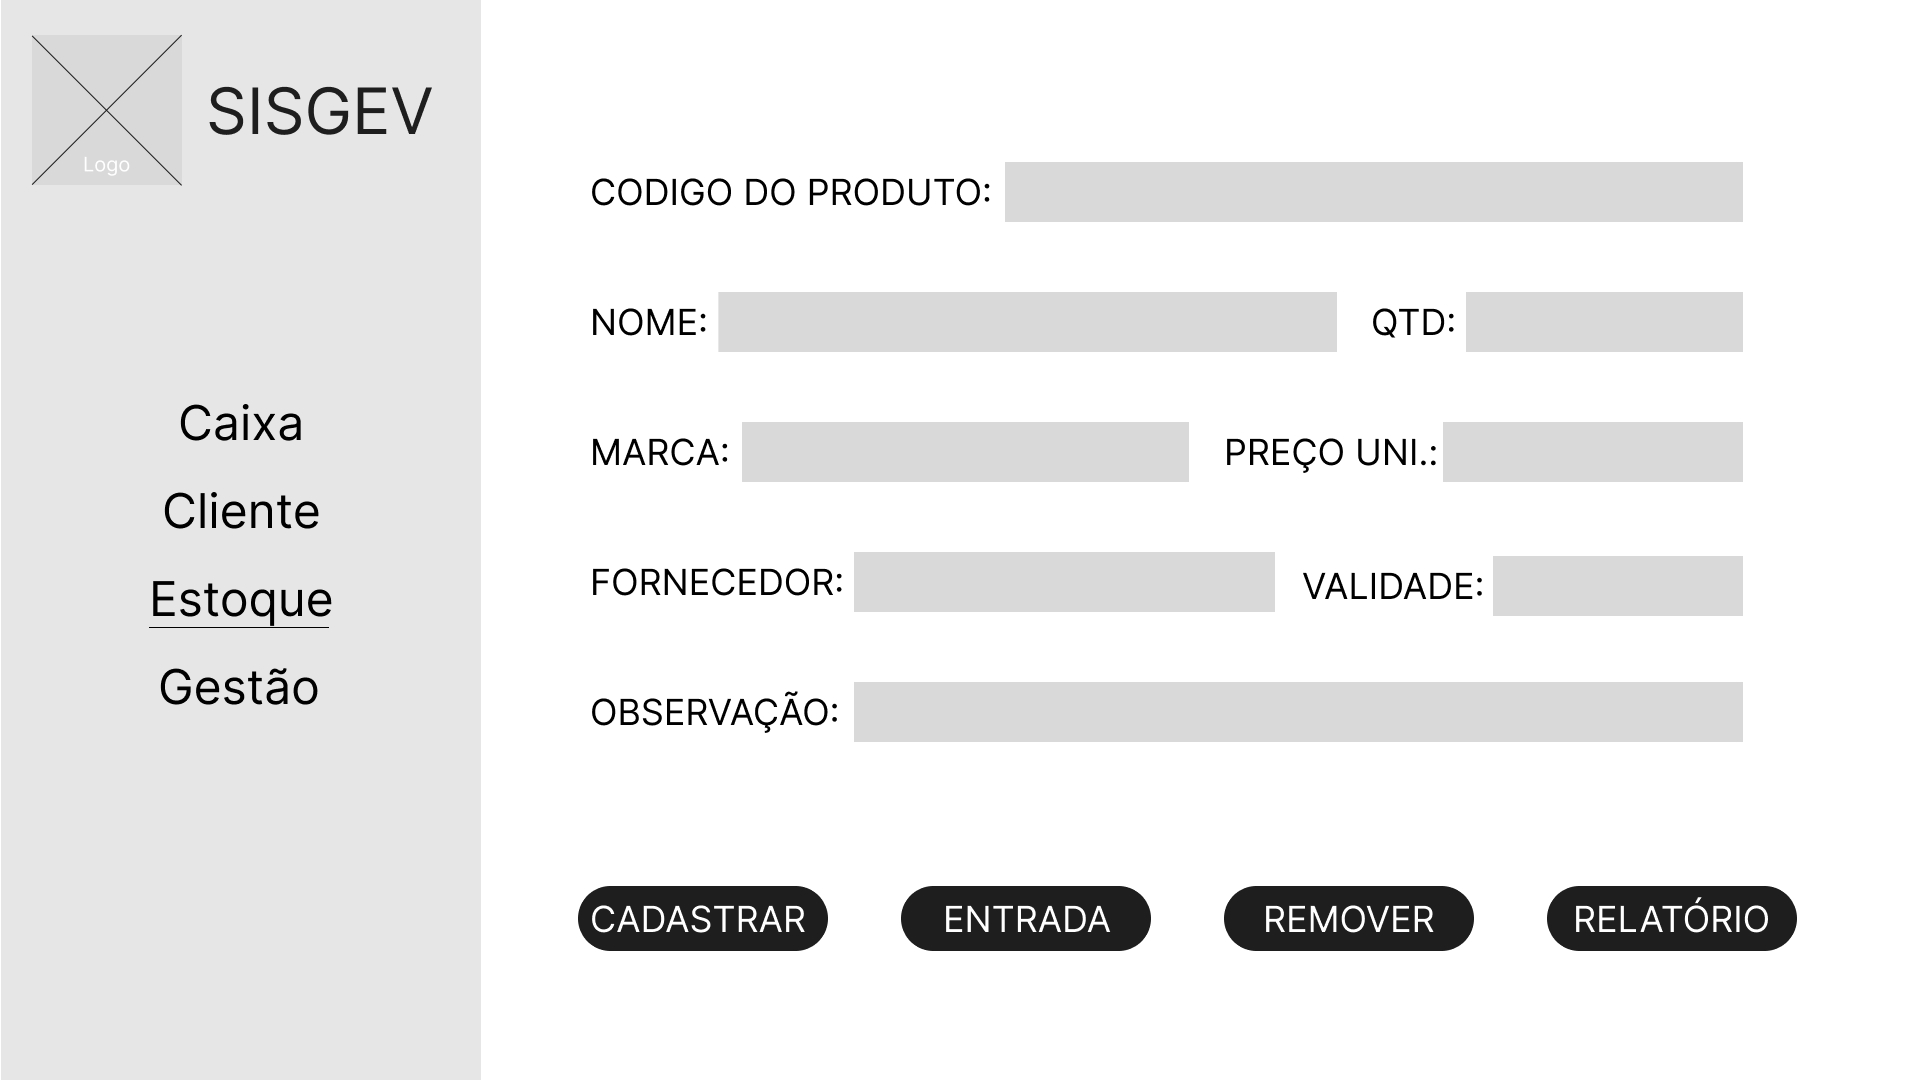 Logo
SISGEV
Caixa
Cliente
Estoque
Gestão
CODIGO DO PRODUTO:
NOME:
QTD:
MARCA:
PREÇO UNI.:
FORNECEDOR:
VALIDADE:
OBSERVAÇÃO:
CADASTRAR
ENTRADA
REMOVER
RELATÓRIO